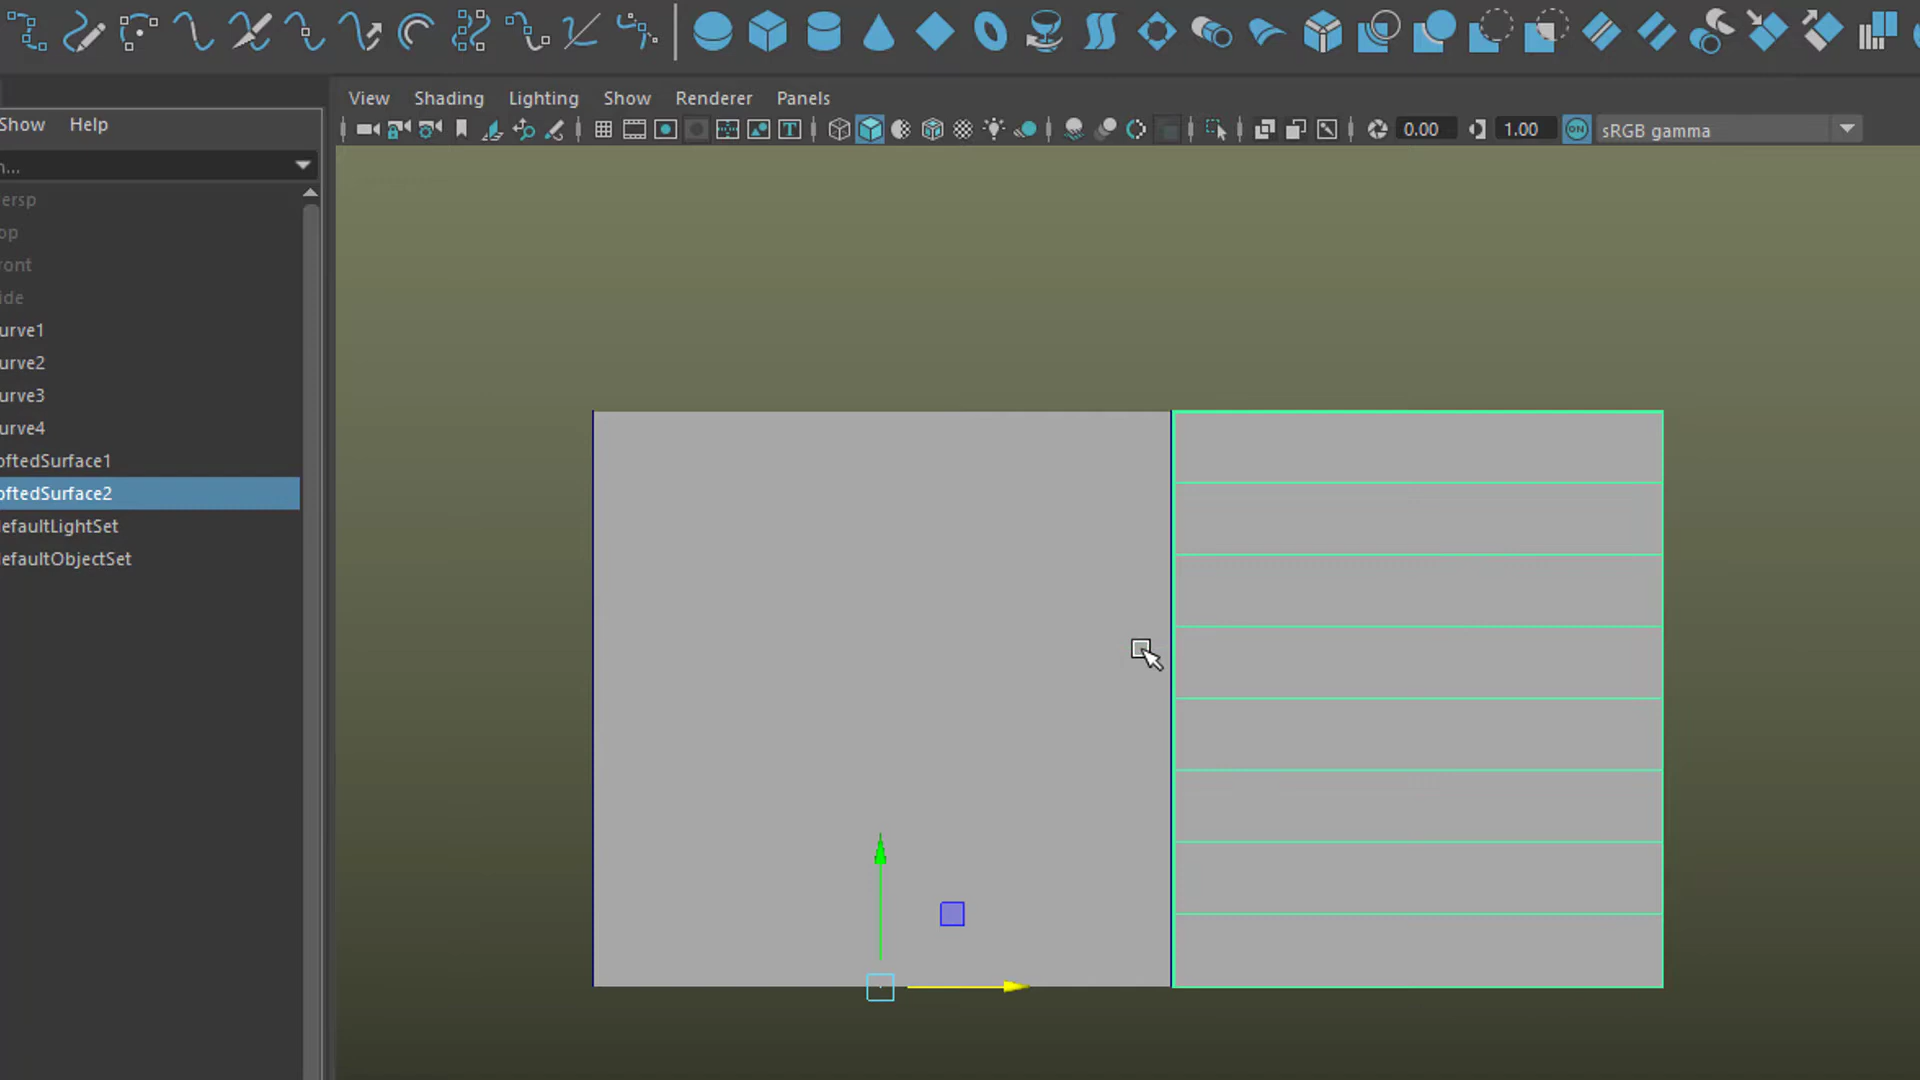 View Shading Lighting Show Renderer Panels
Show Help
0.00 1.00 ON sRGB gamma
n...
ersp
op
ront
ide
urve1
urve2
urve3
urve4
oftedSurface1
oftedSurface2
efaultLightSet
efaultObjectSet